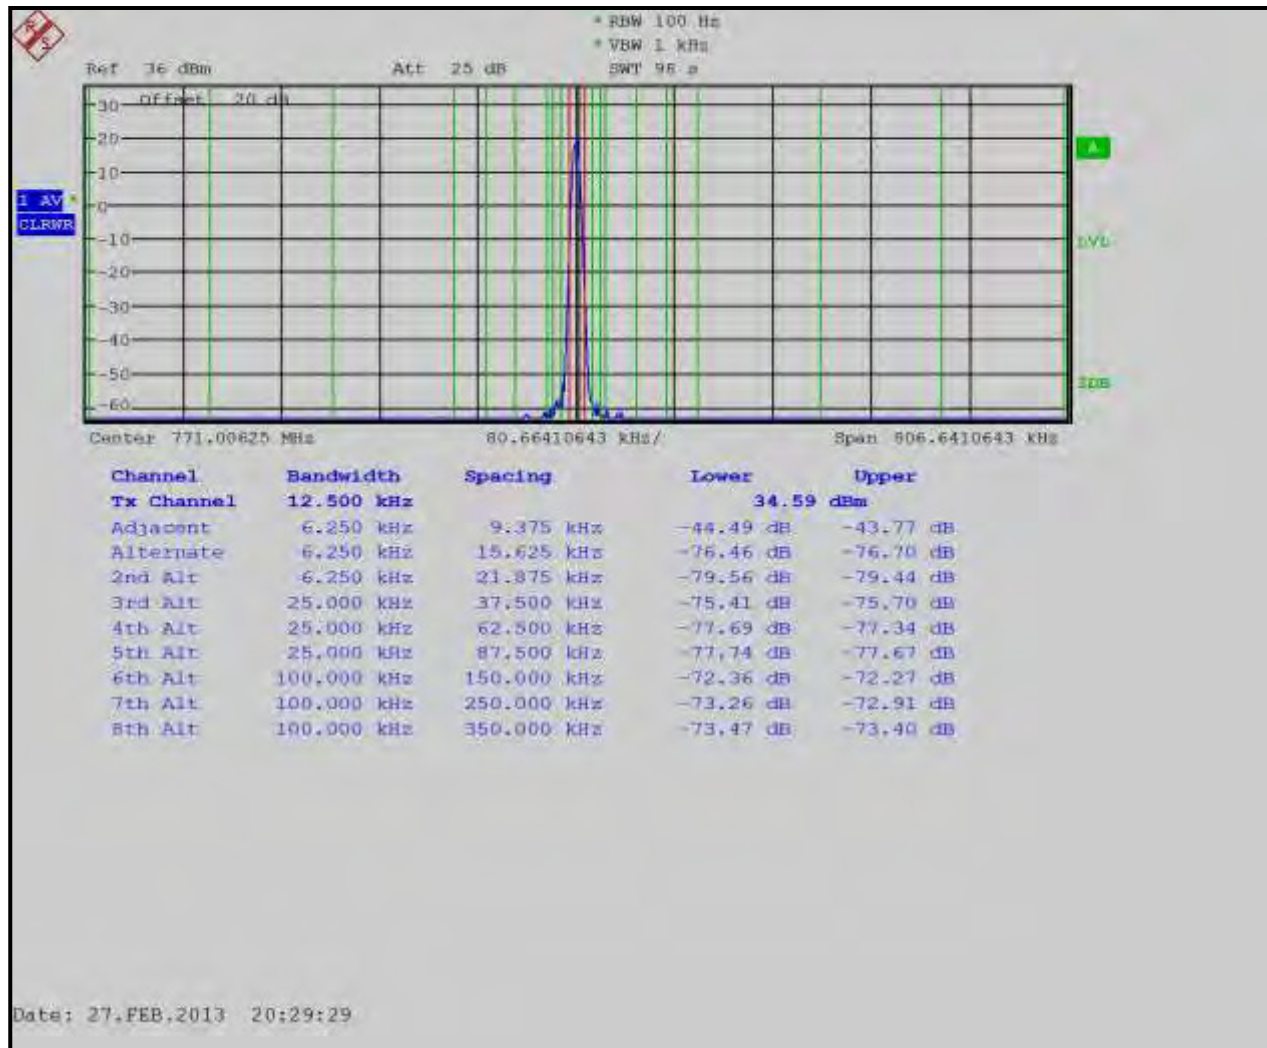 R S
* RBW 100 Hz
* VBW 1 kHz
Ref 36 dBm Att 25 dB SWT 98 s
Offset 20 dB
30
20
10
0
-10
-20
-30
-40
-50
-60
1 AV *
CLRWR
A
LVL
3DB
Center 771.00625 MHz 80.66410643 kHz/ Span 806.6410643 kHz
Channel Bandwidth Spacing Lower Upper
Tx Channel 12.500 kHz 34.59 dBm
Adjacent 6.250 kHz 9.375 kHz -44.49 dB -43.77 dB
Alternate 6.250 kHz 15.625 kHz -76.46 dB -76.70 dB
2nd Alt 6.250 kHz 21.875 kHz -79.56 dB -79.44 dB
3rd Alt 25.000 kHz 37.500 kHz -75.41 dB -75.70 dB
4th Alt 25.000 kHz 62.500 kHz -77.69 dB -77.34 dB
5th Alt 25.000 kHz 87.500 kHz -77.74 dB -77.67 dB
6th Alt 100.000 kHz 150.000 kHz -72.36 dB -72.27 dB
7th Alt 100.000 kHz 250.000 kHz -73.26 dB -72.91 dB
8th Alt 100.000 kHz 350.000 kHz -73.47 dB -73.40 dB
Date: 27.FEB.2013 20:29:29